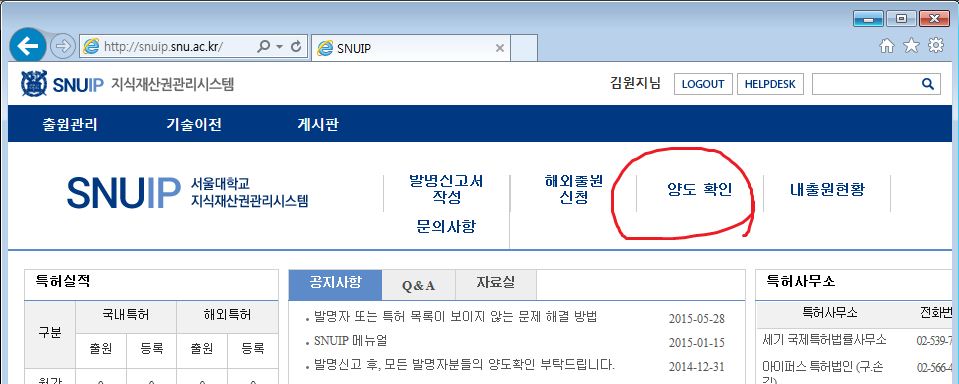 http://snuip.snu.ac.kr/
SNUIP
SNUIP 지식재산권관리시스템
김원지님
LOGOUT
HELPDESK
출원관리
기술이전
게시판
SNUIP 서울대학교
지식재산권관리시스템
발명신고서
작성
해외출원
신청
양도 확인
내출원현황
문의사항
특허실적
구분
국내특허
해외특허
출원
등록
출원
등록
공지사항
Q & A
자료실
발명자 또는 특허 목록이 보이지 않는 문제 해결 방법
2015-05-28
SNUIP 메뉴얼
2015-01-15
발명신고 후, 모든 발명자분들의 양도확인 부탁드립니다.
2014-12-31
특허사무소
특허사무소
전화번
세기 국제특허법률사무소
02-539-7
아이퍼스 특허법인 (구.손
02-566-4